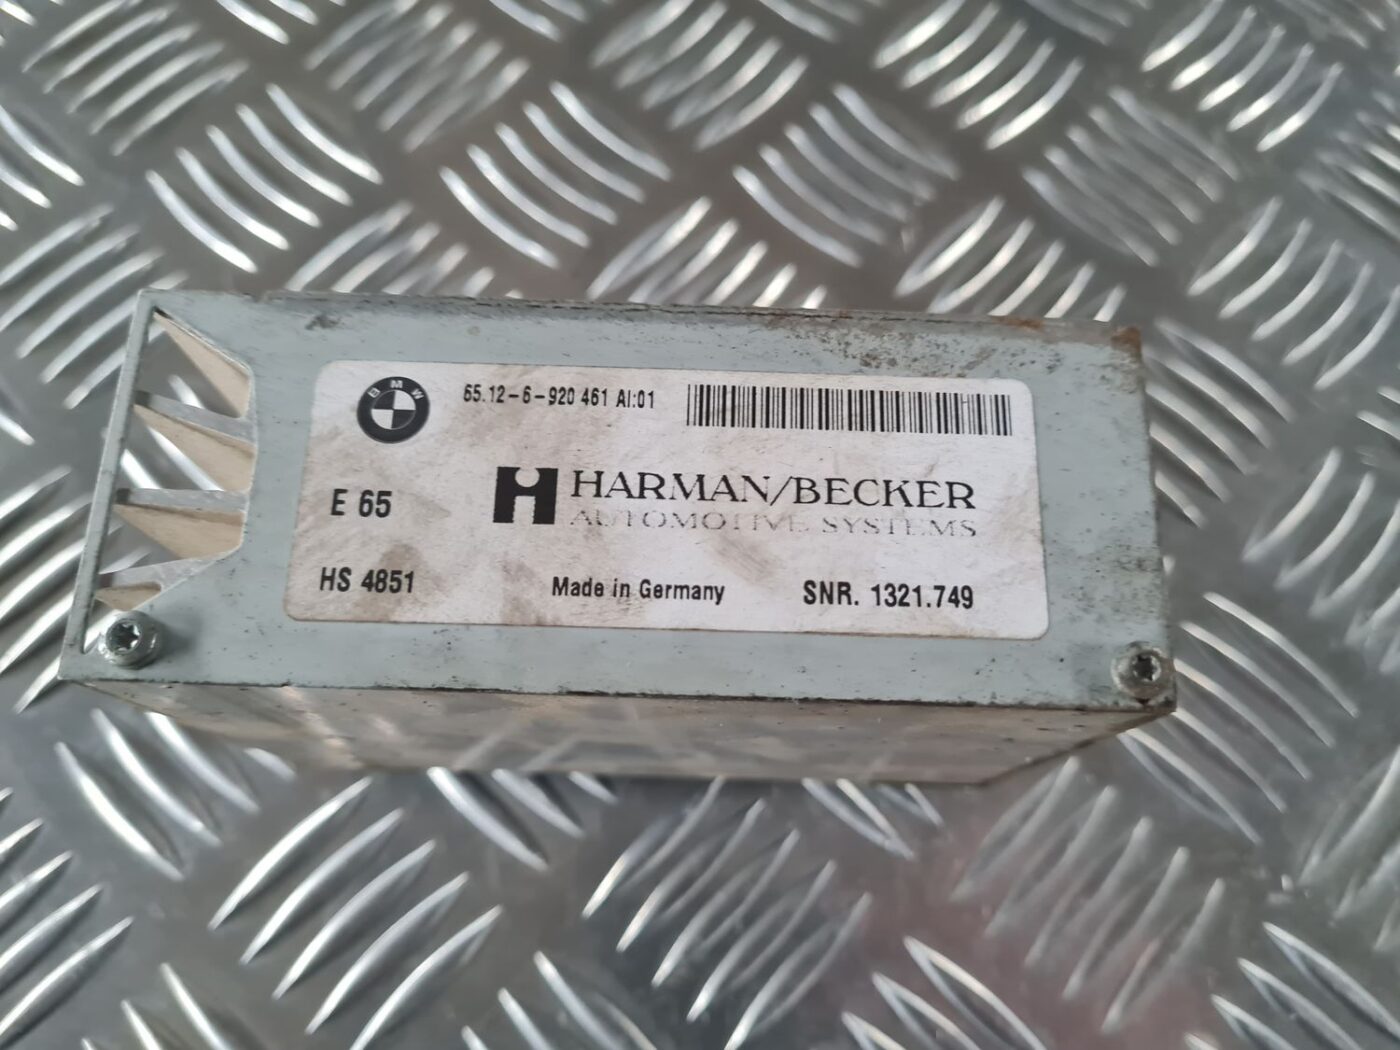 BMW
65.12-6-920 461 AI:01
E 65
HARMAN/BECKER
AUTOMOTIVE SYSTEMS
HS 4851
Made in Germany
SNR. 1321.749